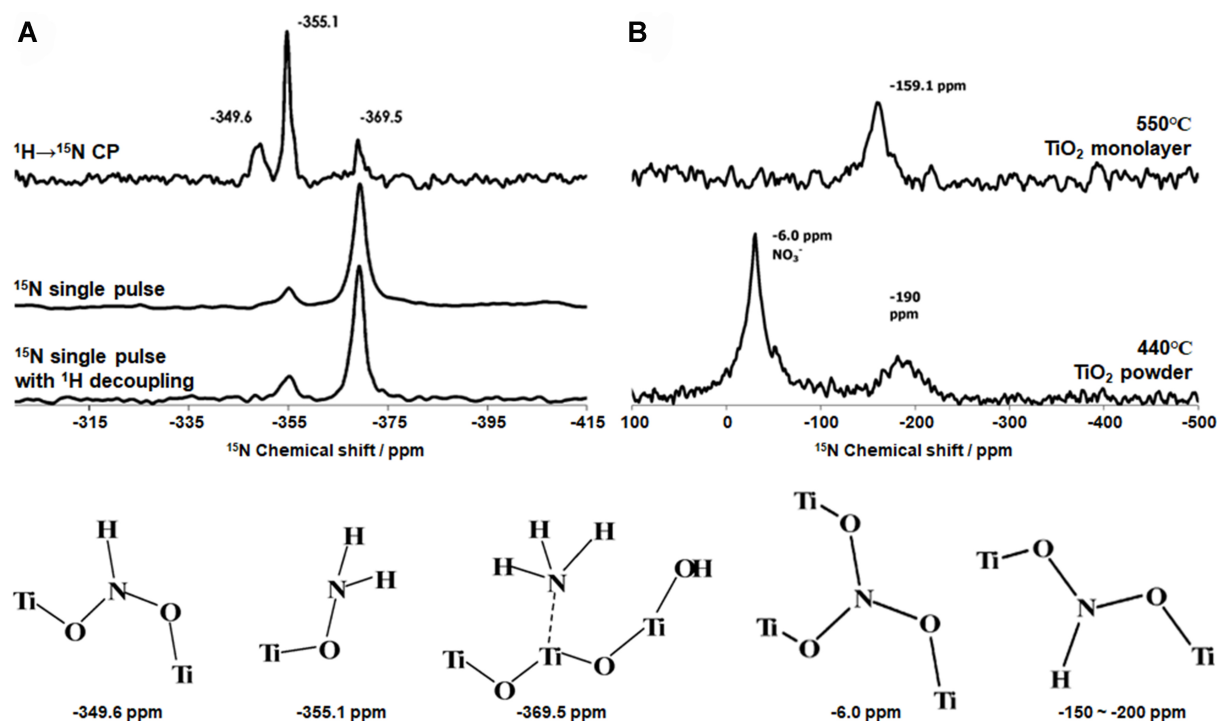 A
-355.1
-349.6
-369.5
¹H→¹⁵N CP
¹⁵N single pulse
¹⁵N single pulse
with ¹H decoupling
-315 -335 -355 -375 -395 -415
¹⁵N Chemical shift / ppm
B
-159.1 ppm
550°C
TiO₂ monolayer
-6.0 ppm
NO₃⁻
-190
ppm
440°C
TiO₂ powder
100 0 -100 -200 -300 -400 -500
¹⁵N Chemical shift / ppm
H
N
Ti O O
Ti
-349.6 ppm
H
N H
Ti O
-355.1 ppm
H H
H N OH
Ti
Ti Ti O
O
-369.5 ppm
Ti
O
N
Ti O O
Ti
-6.0 ppm
Ti O
N O
H Ti
-150 ~ -200 ppm